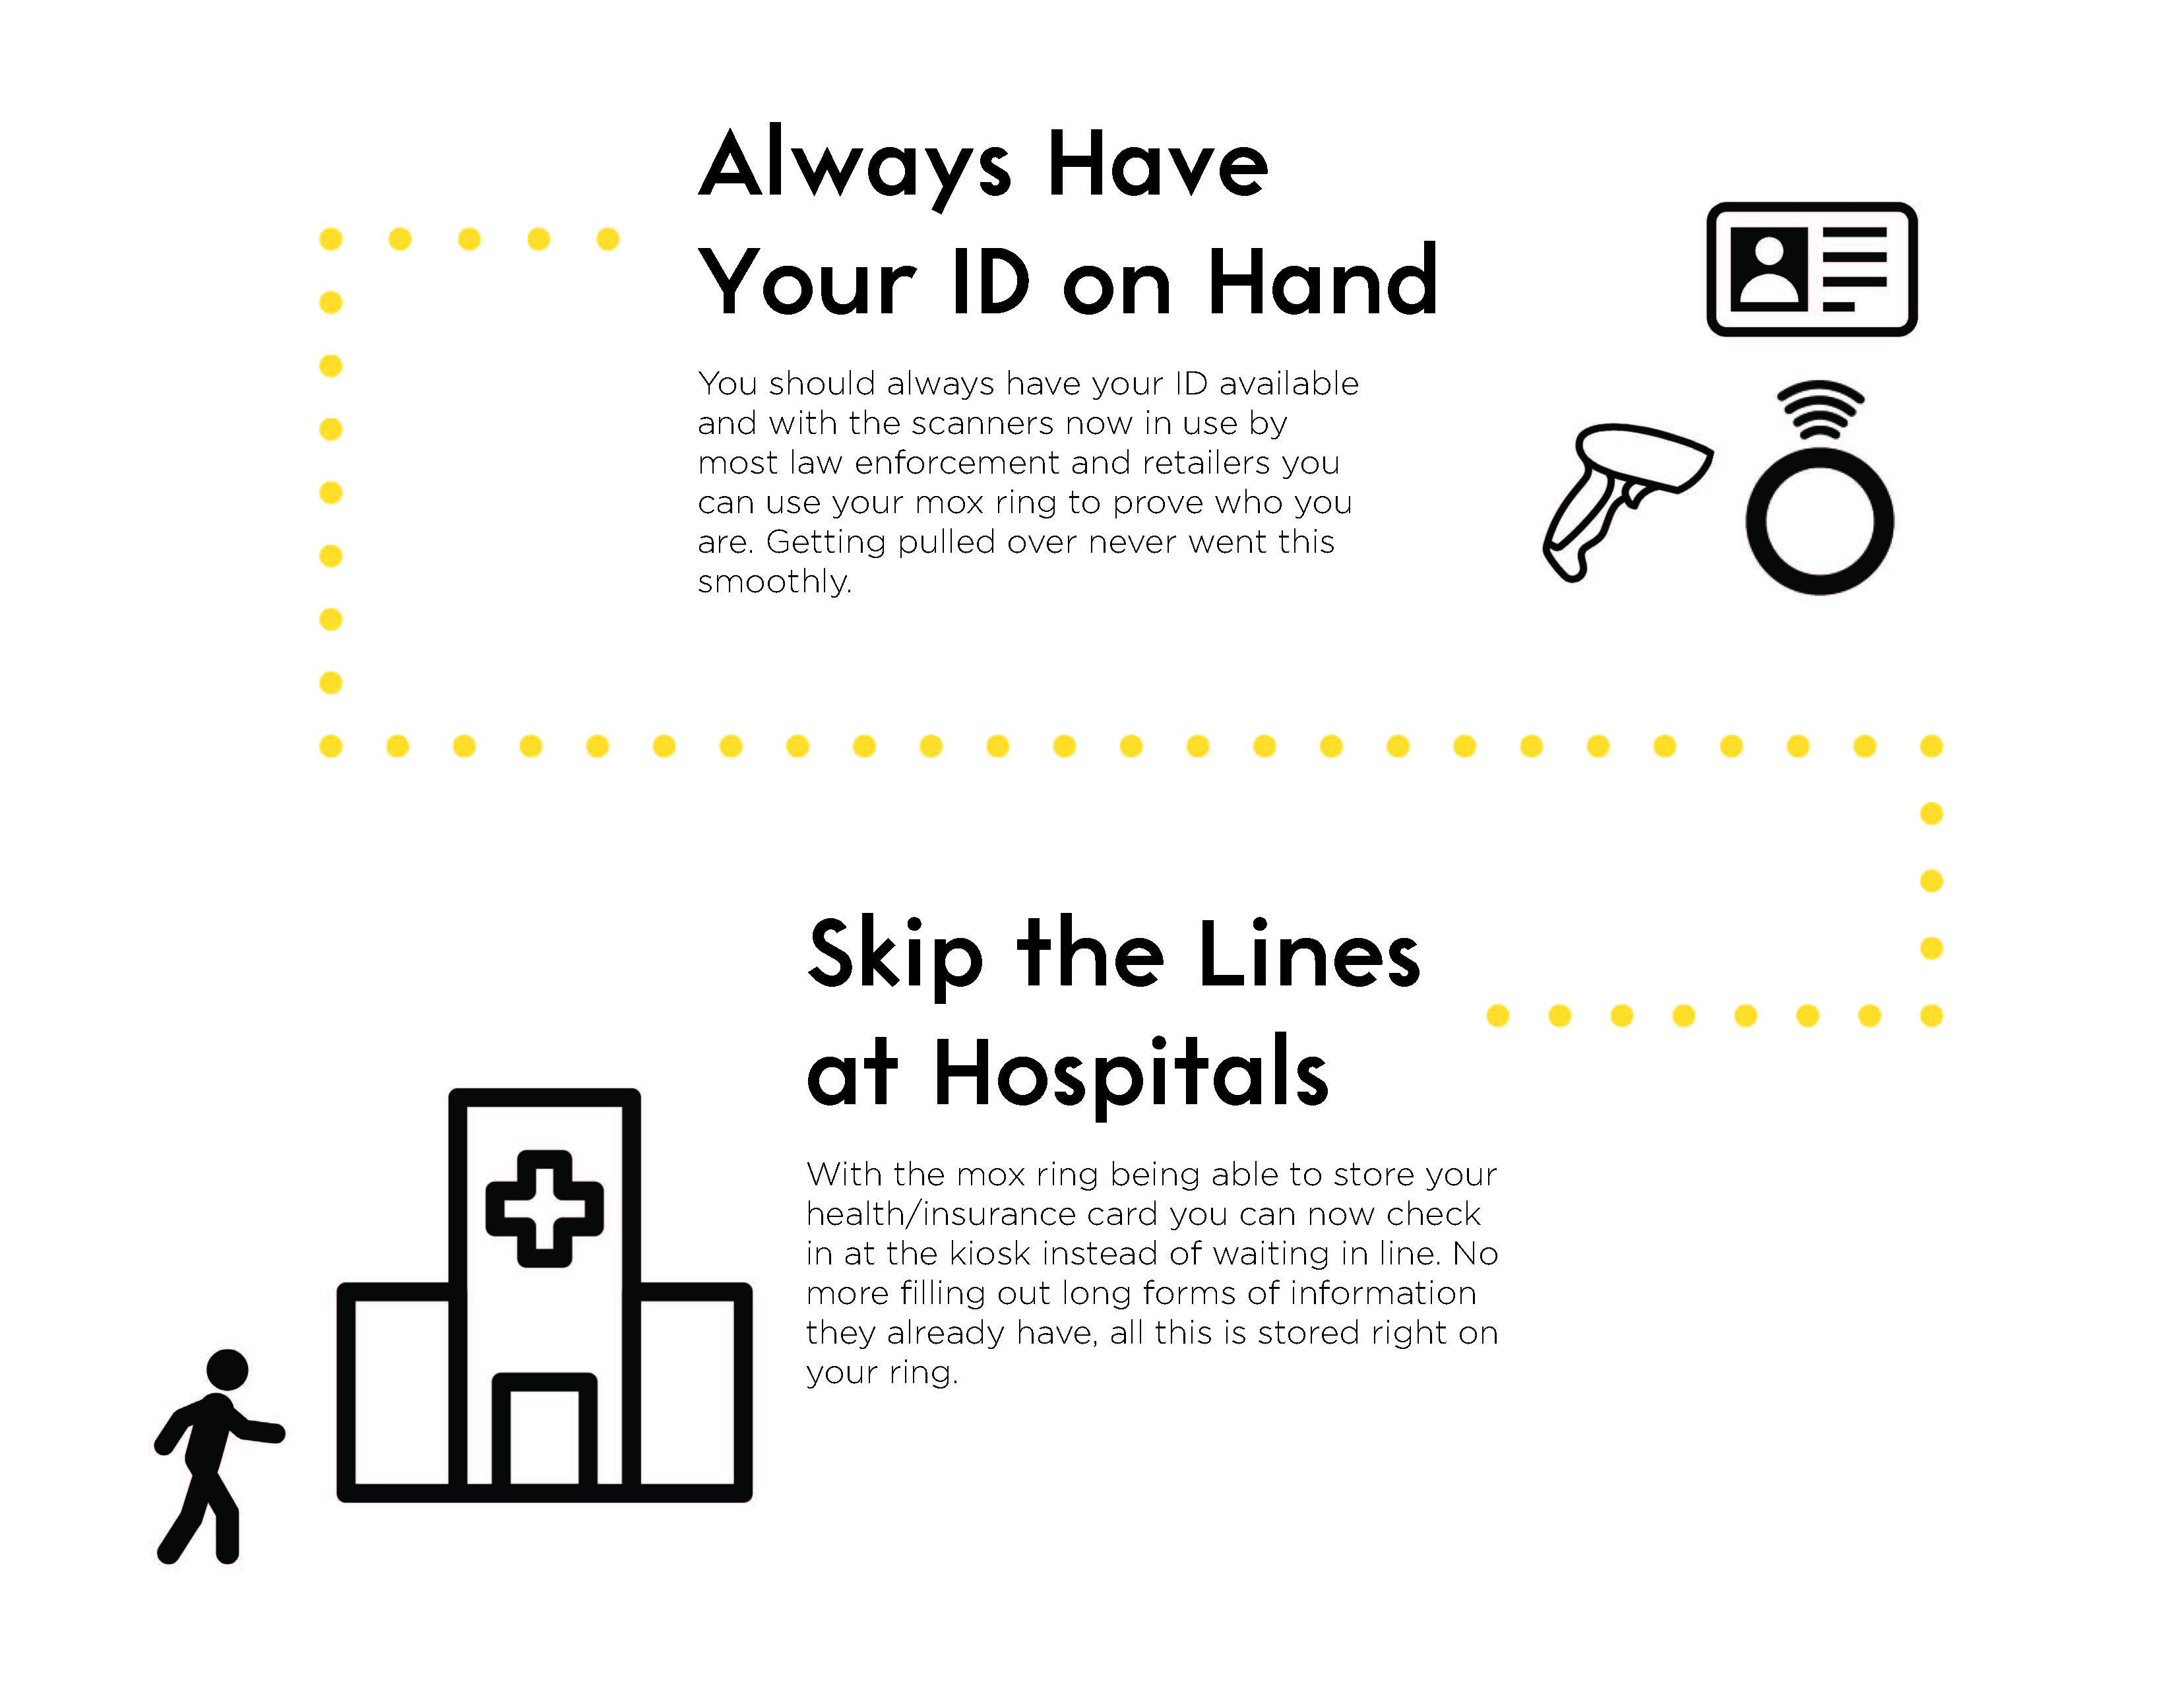 Always Have
Your ID on Hand
You should always have your ID available
and with the scanners now in use by
most law enforcement and retailers you
can use your mox ring to prove who you
are. Getting pulled over never went this
smoothly.
Skip the Lines
at Hospitals
With the mox ring being able to store your
health/insurance card you can now check
in at the kiosk instead of waiting in line. No
more filling out long forms of information
they already have, all this is stored right on
your ring.